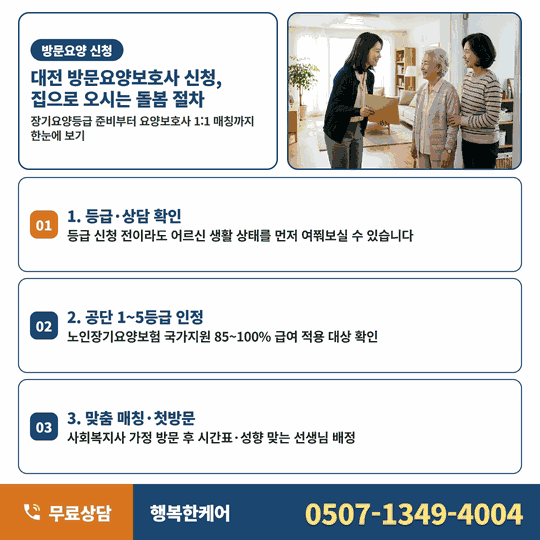 방문요양 신청
대전 방문요양보호사 신청,
집으로 오시는 돌봄 절차
장기요양등급 준비부터 요양보호사 1:1 매칭까지
한눈에 보기
01
1. 등급·상담 확인
등급 신청 전이라도 어르신 생활 상태를 먼저 여쭤보실 수 있습니다
02
2. 공단 1~5등급 인정
노인장기요양보험 국가지원 85~100% 급여 적용 대상 확인
03
3. 맞춤 매칭·첫방문
사회복지사 가정 방문 후 시간표·성향 맞는 선생님 배정
무료상담
행복한케어
0507-1349-4004